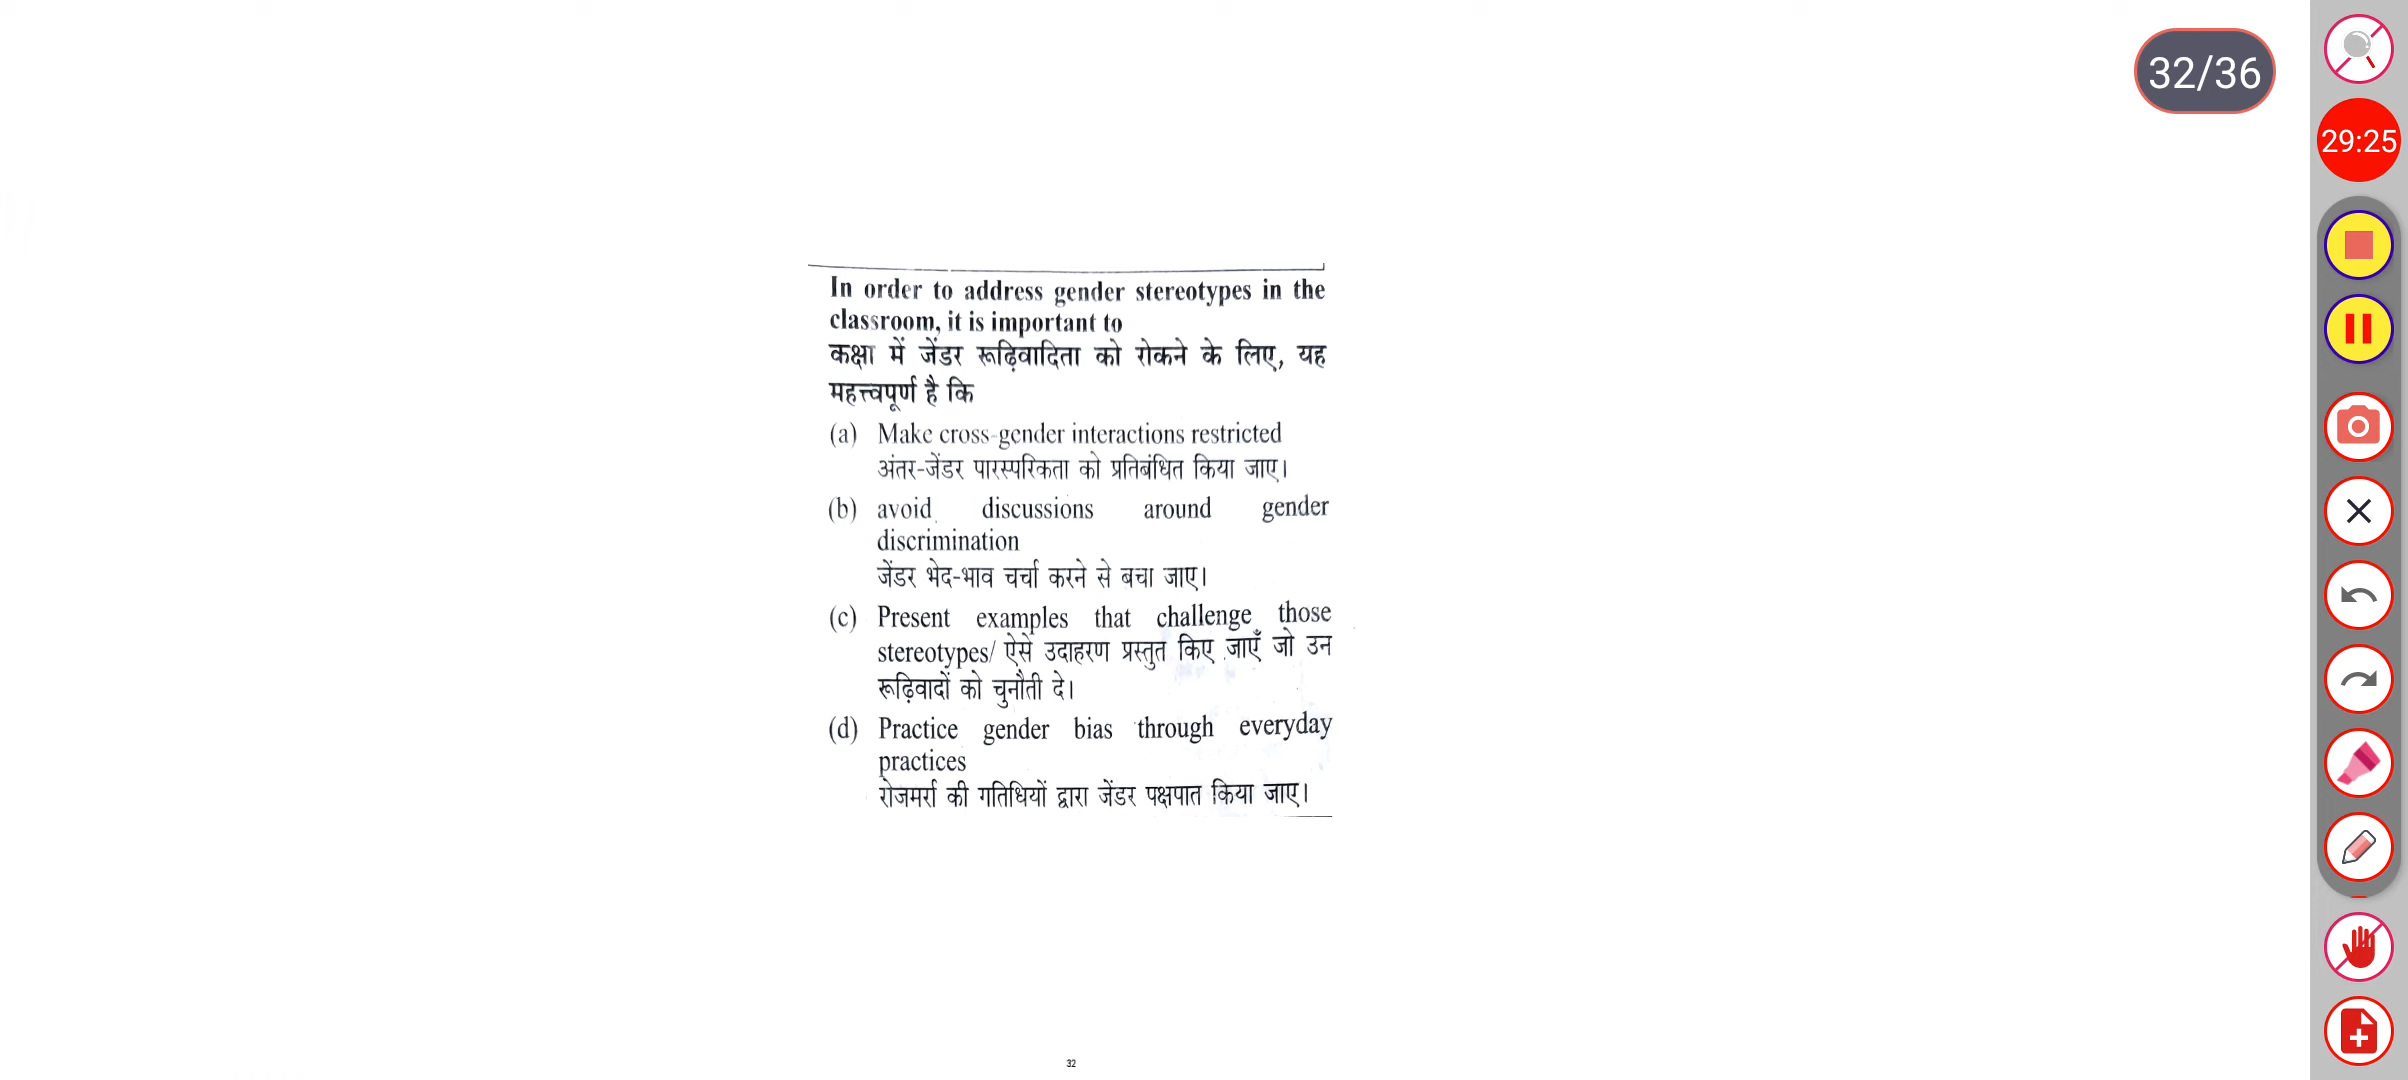 32/36
29:25
In order to address gender stereotypes in the
classroom, it is important to
कक्षा में जेंडर रूढ़िवादिता को रोकने के लिए, यह
महत्त्वपूर्ण है कि
(a) Make cross-gender interactions restricted
अंतर-जेंडर पारस्परिकता को प्रतिबंधित किया जाए।
(b) avoid discussions around gender
discrimination
जेंडर भेद-भाव चर्चा करने से बचा जाए।
(c) Present examples that challenge those
stereotypes/ ऐसे उदाहरण प्रस्तुत किए जाएँ जो उन
रूढ़िवादों को चुनौती दे।
(d) Practice gender bias through everyday
practices
रोजमर्रा की गतिधियों द्वारा जेंडर पक्षपात किया जाए।
32